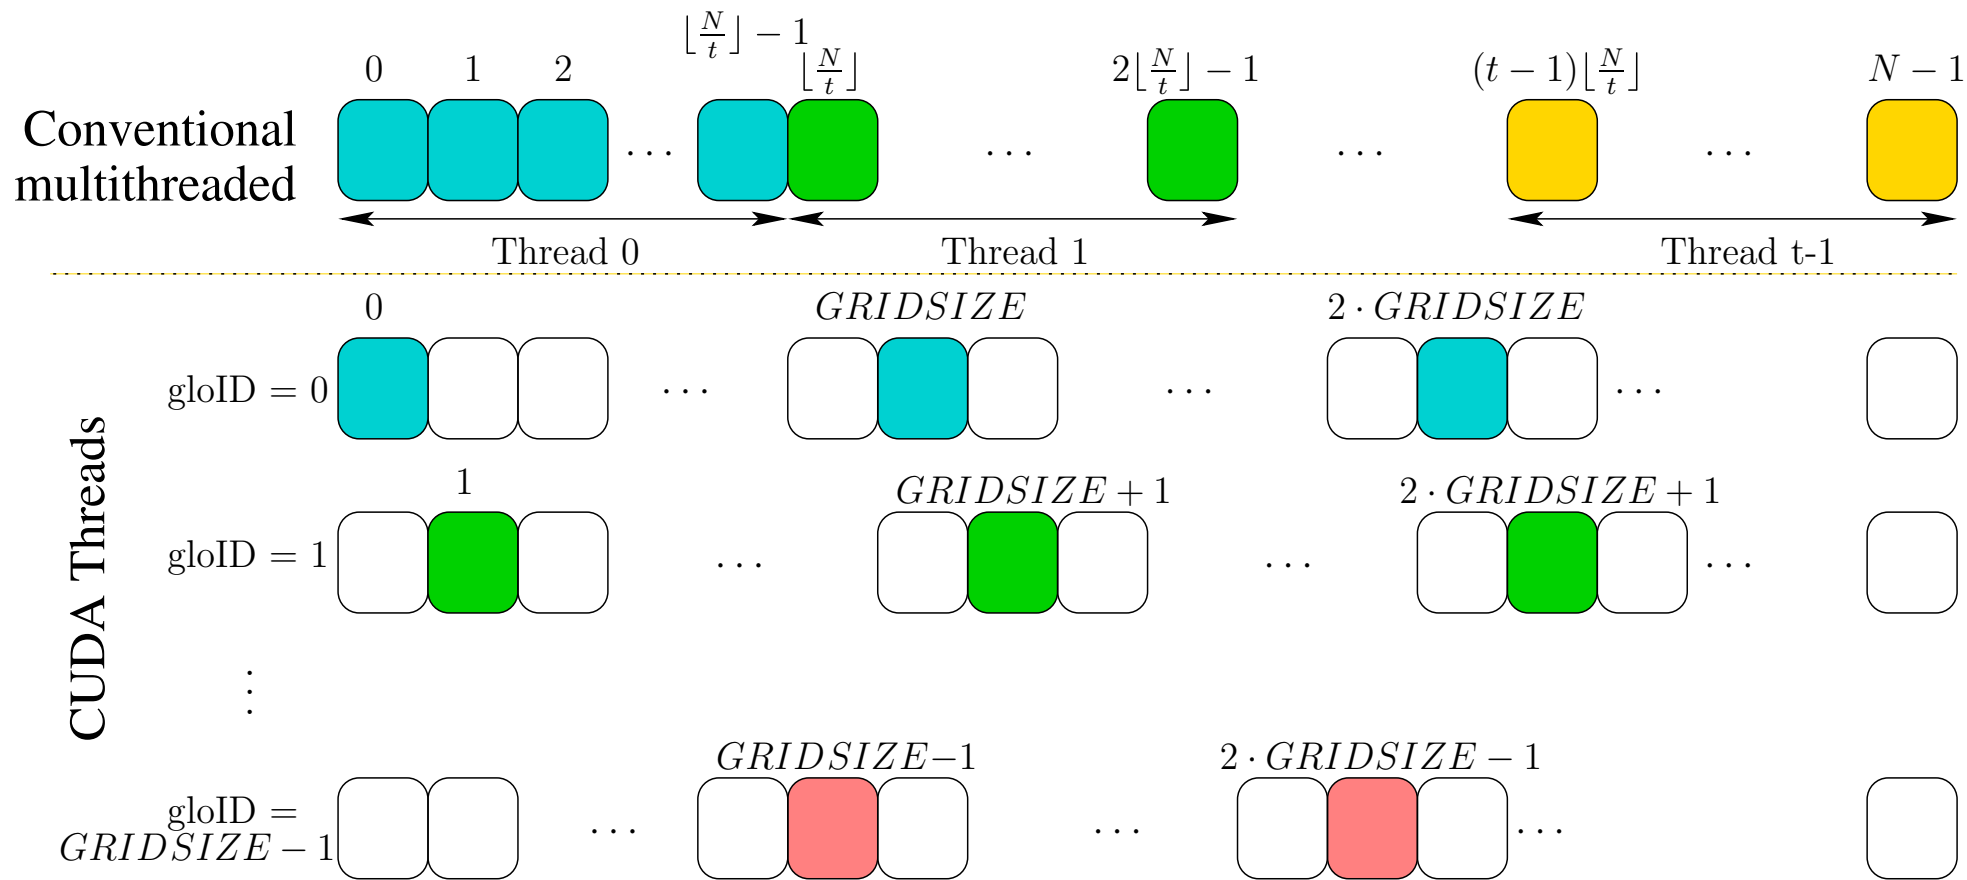 ⌊N/t⌋ − 1
0 1 2 ⌊N/t⌋ 2⌊N/t⌋ − 1 (t − 1)⌊N/t⌋ N − 1
Conventional
multithreaded
··· ··· ··· ···
Thread 0 Thread 1 Thread t-1
0 GRIDSIZE 2 · GRIDSIZE
gloID = 0 ··· ··· ···
1 GRIDSIZE + 1 2 · GRIDSIZE + 1
gloID = 1 ··· ··· ···
CUDA Threads
⋮
GRIDSIZE−1 2 · GRIDSIZE − 1
gloID =
GRIDSIZE − 1 ··· ··· ···